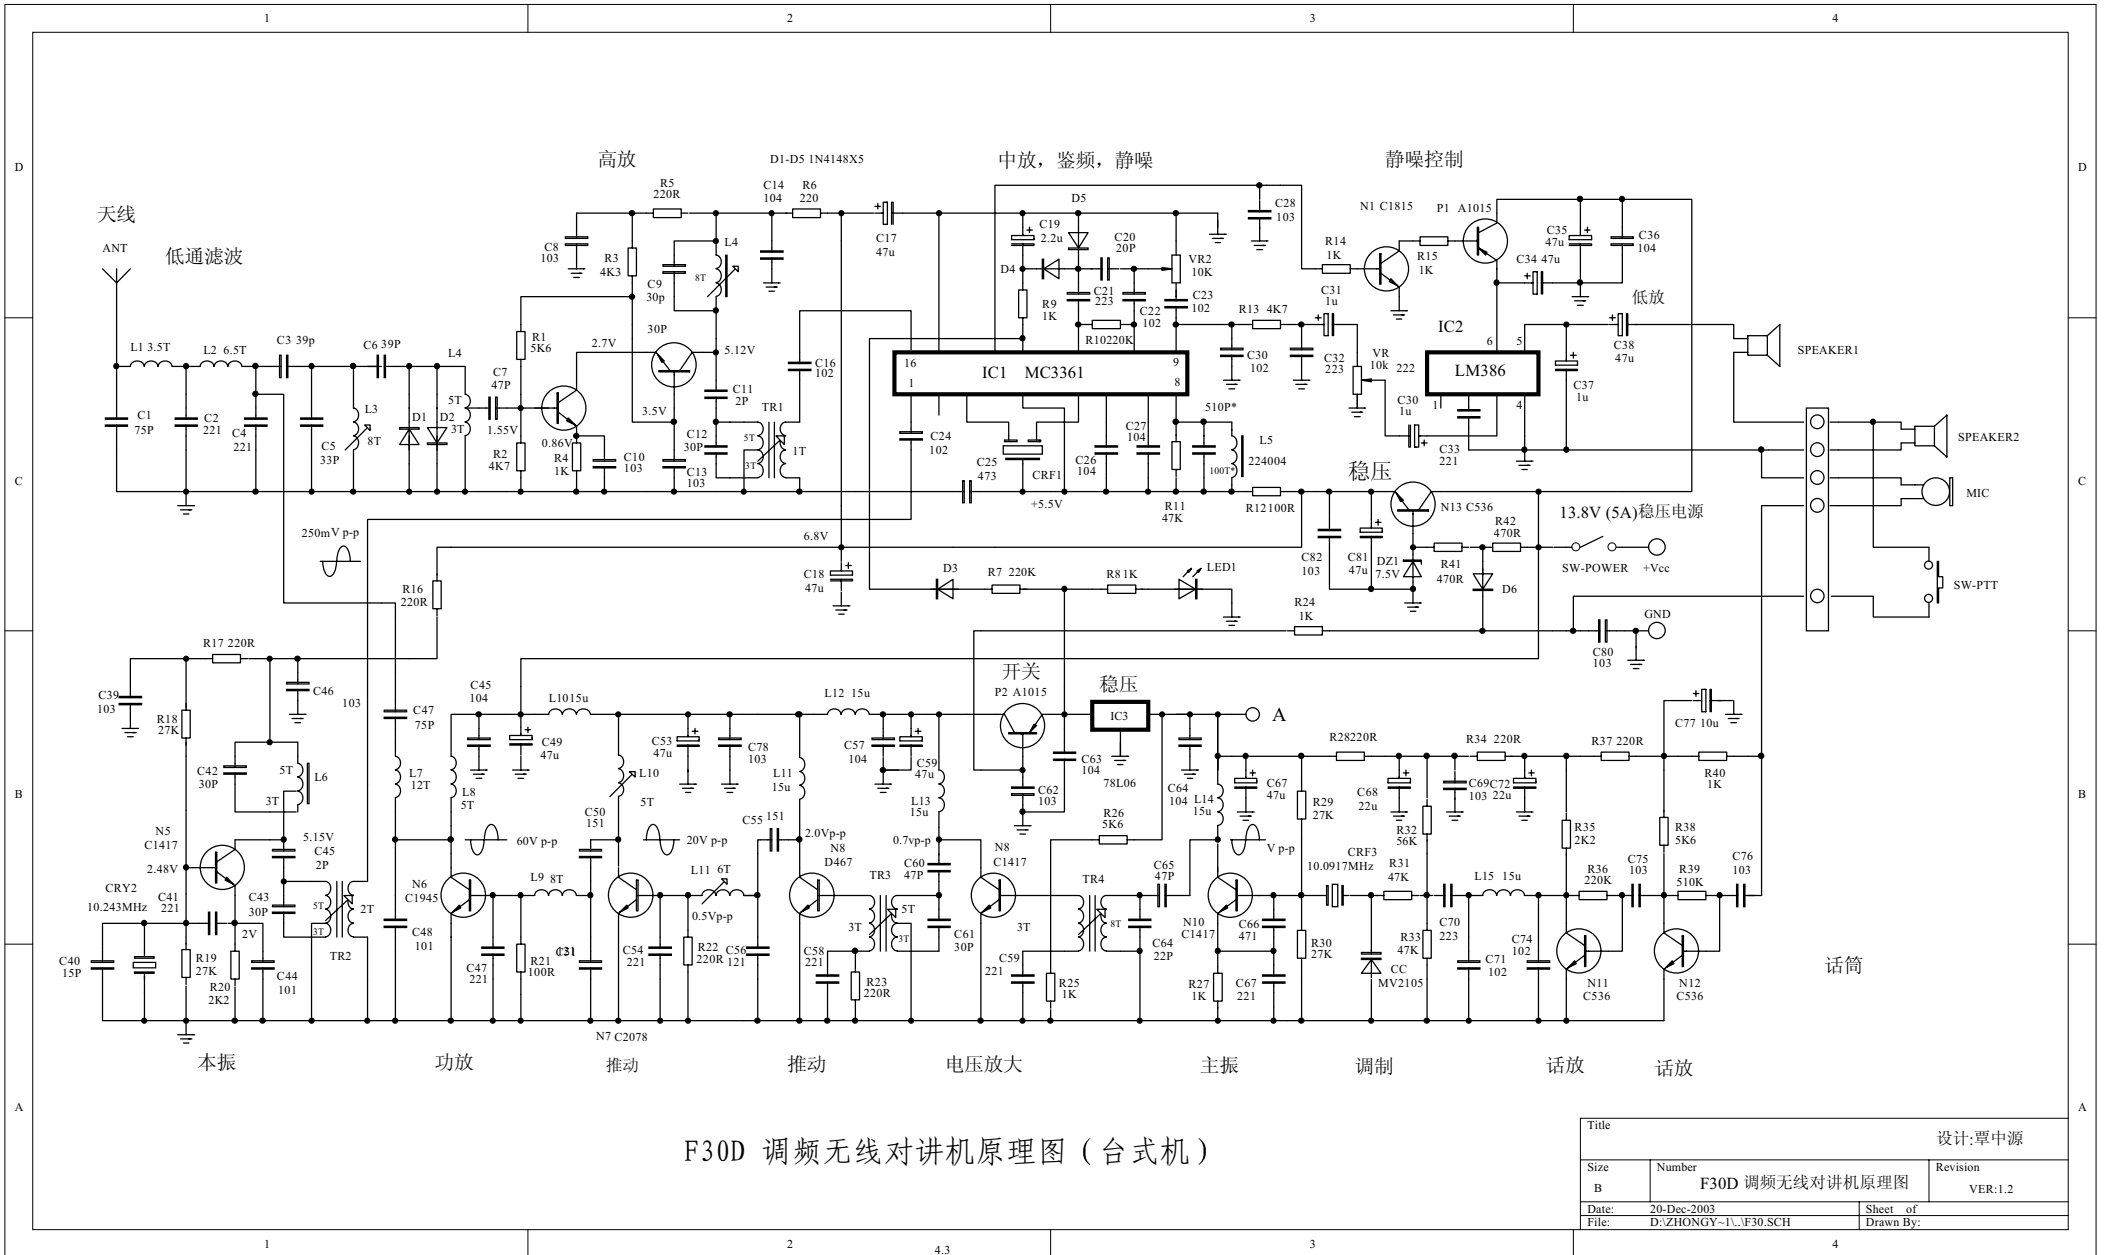 1 2 3 4
D D
C C
B B
A A
高放
D1-D5 1N4148X5
中放，鉴频，静噪
静噪控制
天线
ANT
低通滤波
C8
103
R3
4K3
R5
220R
C9
30p
L4
8T
C14
104
R6
220
C17
47u
C19
2.2u
D5
C20
20P
D4
R9
1K
C21
223
C22
102
VR2
10K
C23
102
R10220K
C28
103
N1 C1815
P1 A1015
R14
1K
R15
1K
C35
47u
C36
104
C34 47u
低放
C31
1u
R13 4K7
L1 3.5T
L2 6.5T
C3 39p
C6 39P
L4
5T
3T
C7
47P
R1
5K6
2.7V
30P
5.12V
C16
102
16
1
IC1 MC3361
9
8
C30
102
C32
223
VR
10k
222
IC2
6
5
LM386
1
4
C38
47u
SPEAKER1
C37
1u
C1
75P
C2
221
C4
221
C5
33P
L3
8T
D1
D2
1.55V
R2
4K7
0.86V
R4
1K
C10
103
3.5V
C11
2P
TR1
C12
30P
5T
3T
1T
C13
103
C24
102
C25
473
CRF1
+5.5V
C26
104
C27
104
510P*
L5
224004
100T*
R11
47K
R12100R
C30
1u
C33
221
SPEAKER2
MIC
稳压
N13 C536
R42
470R
13.8V (5A)稳压电源
SW-POWER
+Vcc
C82
103
C81
47u
DZ1
7.5V
R41
470R
D6
SW-PTT
250mV p-p
6.8V
R16
220R
C18
47u
D3
R7 220K
R81K
LED1
R24
1K
GND
C80
103
R17 220R
C39
103
R18
27K
C46
103
C47
75P
C45
104
C49
47u
L1015u
C53
47u
C78
103
L12 15u
C57
104
C59
47u
开关
P2 A1015
稳压
IC3
A
78L06
C77 10u
C42
30P
5T
3T
L6
L7
12T
L8
5T
L10
5T
L11
15u
L13
15u
C62
103
C63
104
C64
104
L14
15u
C67
47u
R28220R
R29
27K
C68
22u
R34 220R
C69
103
C72
22u
R37 220R
R40
1K
N5
C1417
5.15V
C45
2P
2.48V
60V p-p
C50
151
20V p-p
C55 151
2.0Vp-p
N8
D467
0.7vp-p
C60
47P
N8
C1417
R26
5K6
V p-p
R32
56K
R35
2K2
R38
5K6
CRY2
10.243MHz
C41
221
C43
30P
5T
3T
2T
TR2
2V
N6
C1945
L9 8T
L11 6T
0.5Vp-p
TR3
3T
5T
3T
C61
30P
3T
TR4
8T
C65
47P
C64
22P
N10
C1417
C66
471
CRF3
10.0917MHz
R31
47K
C70
223
L15 15u
R36
220K
C75
103
R39
510K
C76
103
C40
15P
R19
27K
R20
2K2
C44
101
C48
101
C47
221
R21
100R
C54
221
R22
220R
C56
121
C58
221
R23
220R
C59
221
R25
1K
R27
1K
C67
221
R30
27K
CC
MV2105
R33
47K
C71
102
C74
102
N11
C536
N12
C536
话筒
N7 C2078
本振
功放
推动
推动
电压放大
主振
调制
话放
话放
F30D 调频无线对讲机原理图 ( 台式机 )
Title
设计:覃中源
Size
B
Number
F30D 调频无线对讲机原理图
Revision
VER:1.2
Date: 20-Dec-2003
Sheet of
File: D:\ZHONGY~1\..\F30.SCH
Drawn By:
1 2 3 4
4.3